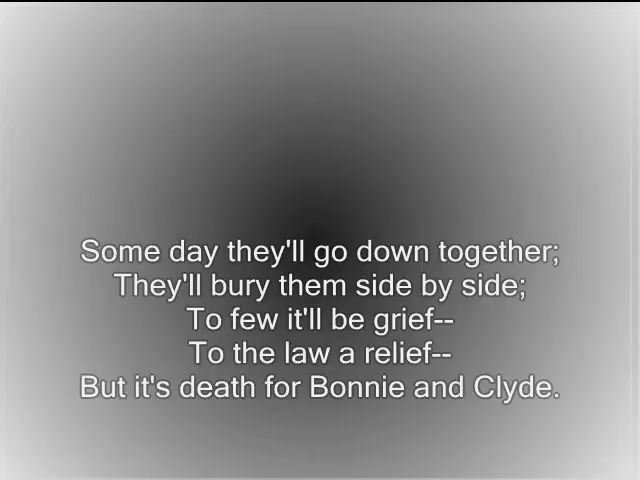 Some day they'll go down together;
They'll bury them side by side;
To few it'll be grief--
To the law a relief--
But it's death for Bonnie and Clyde.